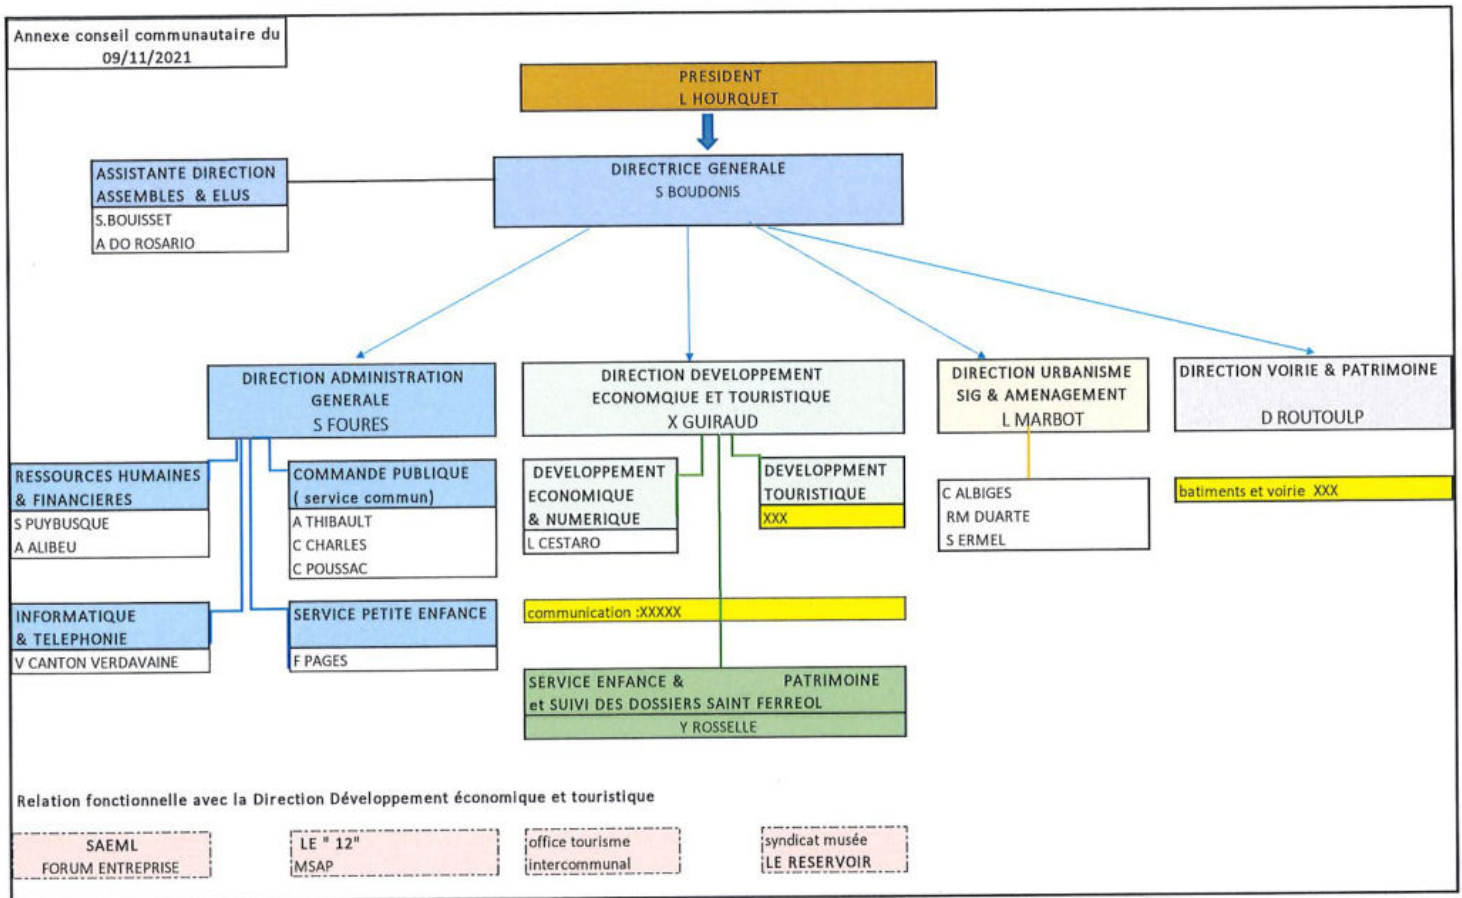 Annexe conseil communautaire du
09/11/2021
PRESIDENT
L HOURQUET
DIRECTRICE GENERALE
S BOUDONIS
ASSISTANTE DIRECTION
ASSEMBLES & ELUS
S.BOUISSET
A DO ROSARIO
DIRECTION ADMINISTRATION
GENERALE
S FOURES
DIRECTION DEVELOPPEMENT
ECONOMQIUE ET TOURISTIQUE
X GUIRAUD
DIRECTION URBANISME
SIG & AMENAGEMENT
L MARBOT
DIRECTION VOIRIE & PATRIMOINE
D ROUTOULP
RESSOURCES HUMAINES
& FINANCIERES
S PUYBUSQUE
A ALIBEU
COMMANDE PUBLIQUE
( service commun)
A THIBAULT
C CHARLES
C POUSSAC
DEVELOPPEMENT
ECONOMIQUE
& NUMERIQUE
L CESTARO
DEVELOPPMENT
TOURISTIQUE
XXX
C ALBIGES
RM DUARTE
S ERMEL
batiments et voirie XXX
INFORMATIQUE
& TELEPHONIE
V CANTON VERDAVAINE
SERVICE PETITE ENFANCE
F PAGES
communication :XXXXX
SERVICE ENFANCE & PATRIMOINE
et SUIVI DES DOSSIERS SAINT FERREOL
Y ROSSELLE
Relation fonctionnelle avec la Direction Développement économique et touristique
SAEML
FORUM ENTREPRISE
LE " 12"
MSAP
office tourisme
intercommunal
syndicat musée
LE RESERVOIR